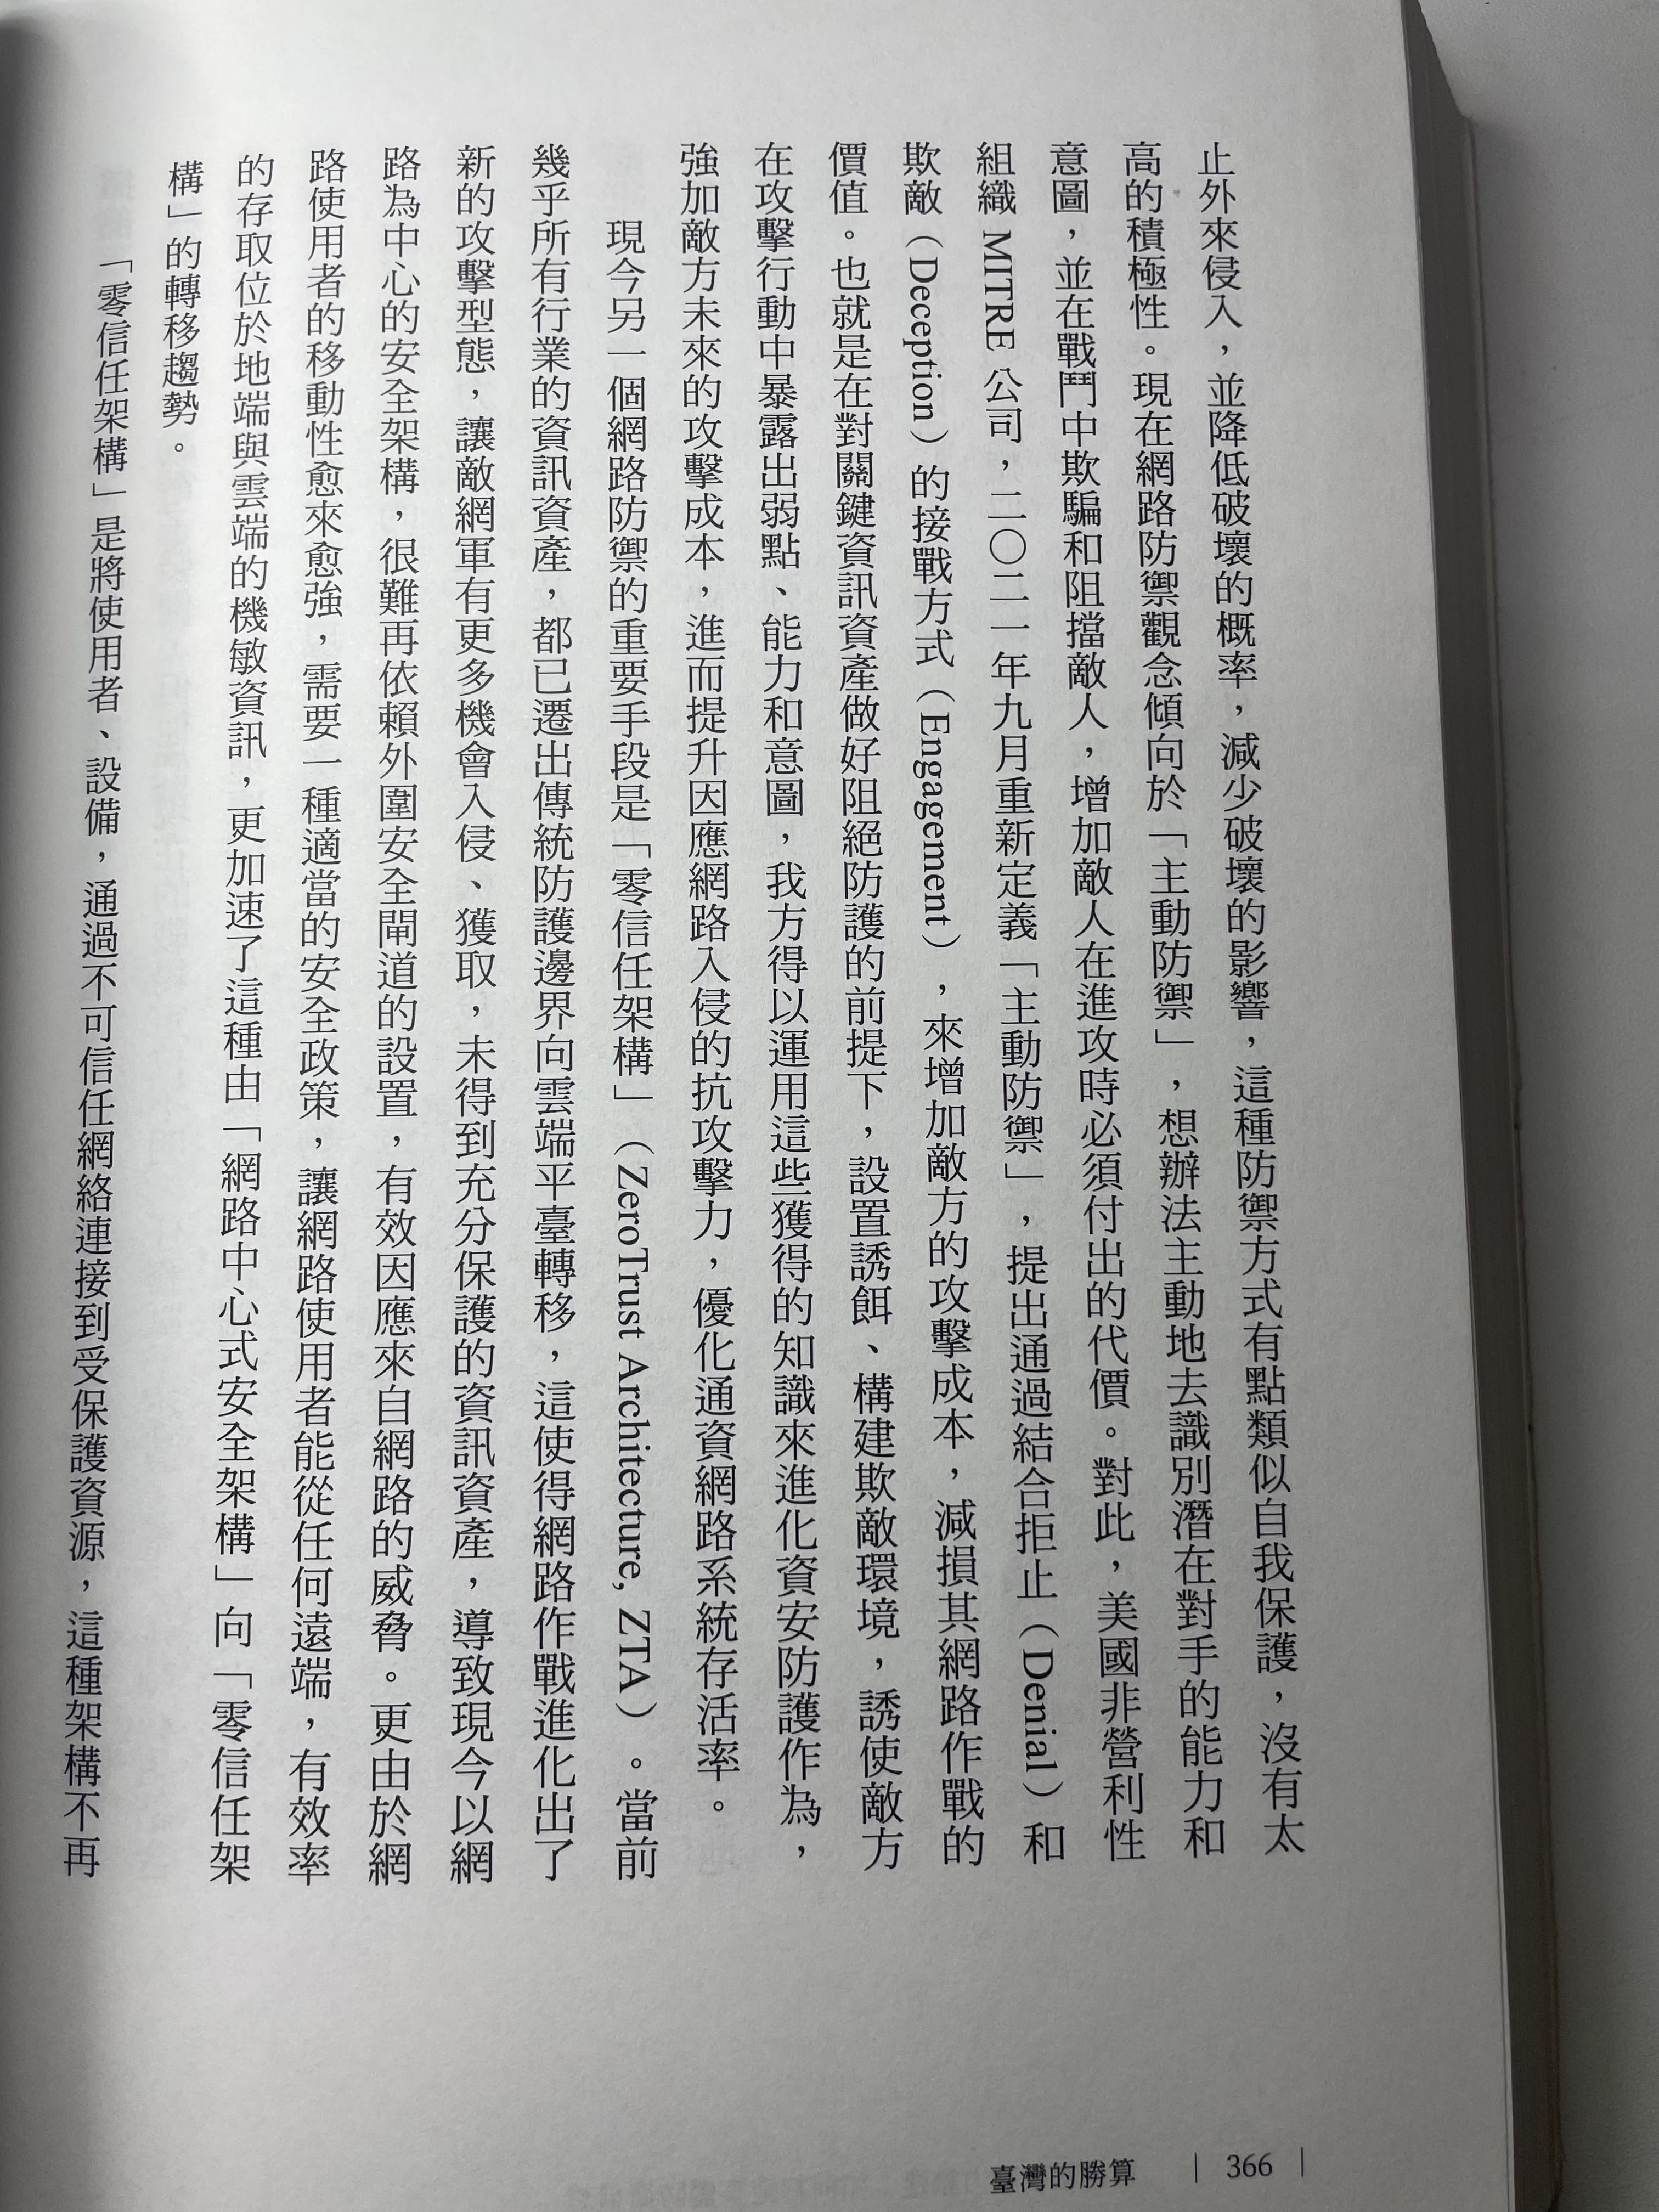 止外來侵入，並降低破壞的概率，減少破壞的影響，這種防禦方式有點類似自我保護，沒有太
高的積極性。現在網路防禦觀念傾向於「主動防禦」，想辦法主動地去識別潛在對手的能力和
意圖，並在戰鬥中欺騙和阻擋敵人，增加敵人在進攻時必須付出的代價。對此，美國非營利性
組織 MITRE 公司，二〇二一年九月重新定義「主動防禦」，提出通過結合拒止（Denial）和
欺敵（Deception）的接戰方式（Engagement），來增加敵方的攻擊成本，減損其網路作戰的
價值。也就是在對關鍵資訊資產做好阻絕防護的前提下，設置誘餌、構建欺敵環境，誘使敵方
在攻擊行動中暴露出弱點、能力和意圖，我方得以運用這些獲得的知識來進化資安防護作為，
強加敵方未來的攻擊成本，進而提升因應網路入侵的抗攻擊力，優化通資網路系統存活率。
現今另一個網路防禦的重要手段是「零信任架構」（ZeroTrust Architecture, ZTA）。當前
幾乎所有行業的資訊資產，都已遷出傳統防護邊界向雲端平臺轉移，這使得網路作戰進化出了
新的攻擊型態，讓敵網軍有更多機會入侵、獲取，未得到充分保護的資訊資產，導致現今以網
路為中心的安全架構，很難再依賴外圍安全閘道的設置，有效因應來自網路的威脅。更由於網
路使用者的移動性愈來愈強，需要一種適當的安全政策，讓網路使用者能從任何遠端，有效率
的存取位於地端與雲端的機敏資訊，更加速了這種由「網路中心式安全架構」向「零信任架
構」的轉移趨勢。
「零信任架構」是將使用者、設備，通過不可信任網絡連接到受保護資源，這種架構不再
臺灣的勝算 | 366 |